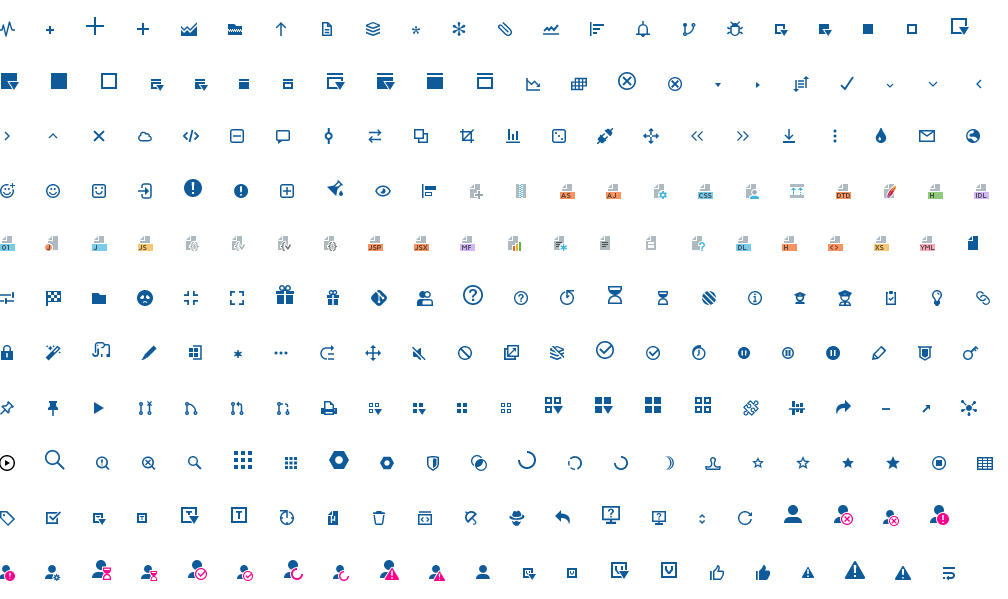 AS AJ CSS DTD H IDL
01 J J JS JSP JSX MF DL H <> XS YML
T T T T